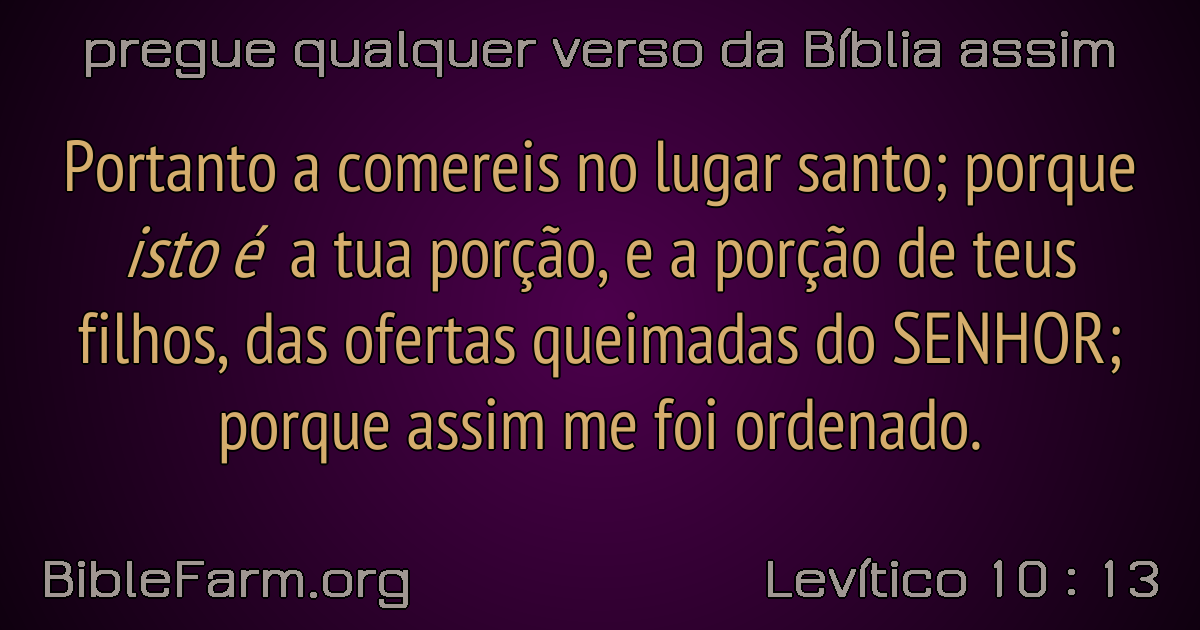 pregue qualquer verso da Bíblia assim
Portanto a comereis no lugar santo; porque
isto é a tua porção, e a porção de teus
filhos, das ofertas queimadas do SENHOR;
porque assim me foi ordenado.
BibleFarm.org
Levítico 10 : 13